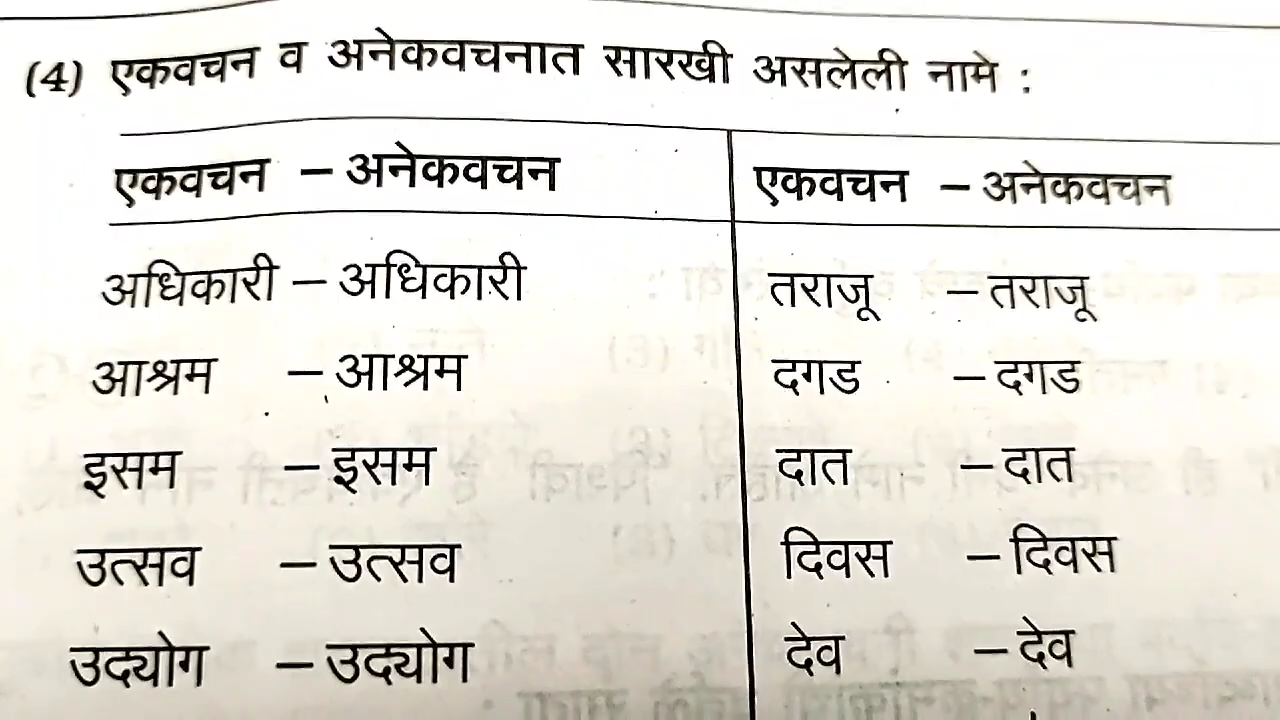 (4) एकवचन व अनेकवचनात सारखी असलेली नामे :
एकवचन – अनेकवचन एकवचन – अनेकवचन
अधिकारी – अधिकारी तराजू – तराजू
आश्रम – आश्रम दगड – दगड
इसम – इसम दात – दात
उत्सव – उत्सव दिवस – दिवस
उद्योग – उद्योग देव – देव